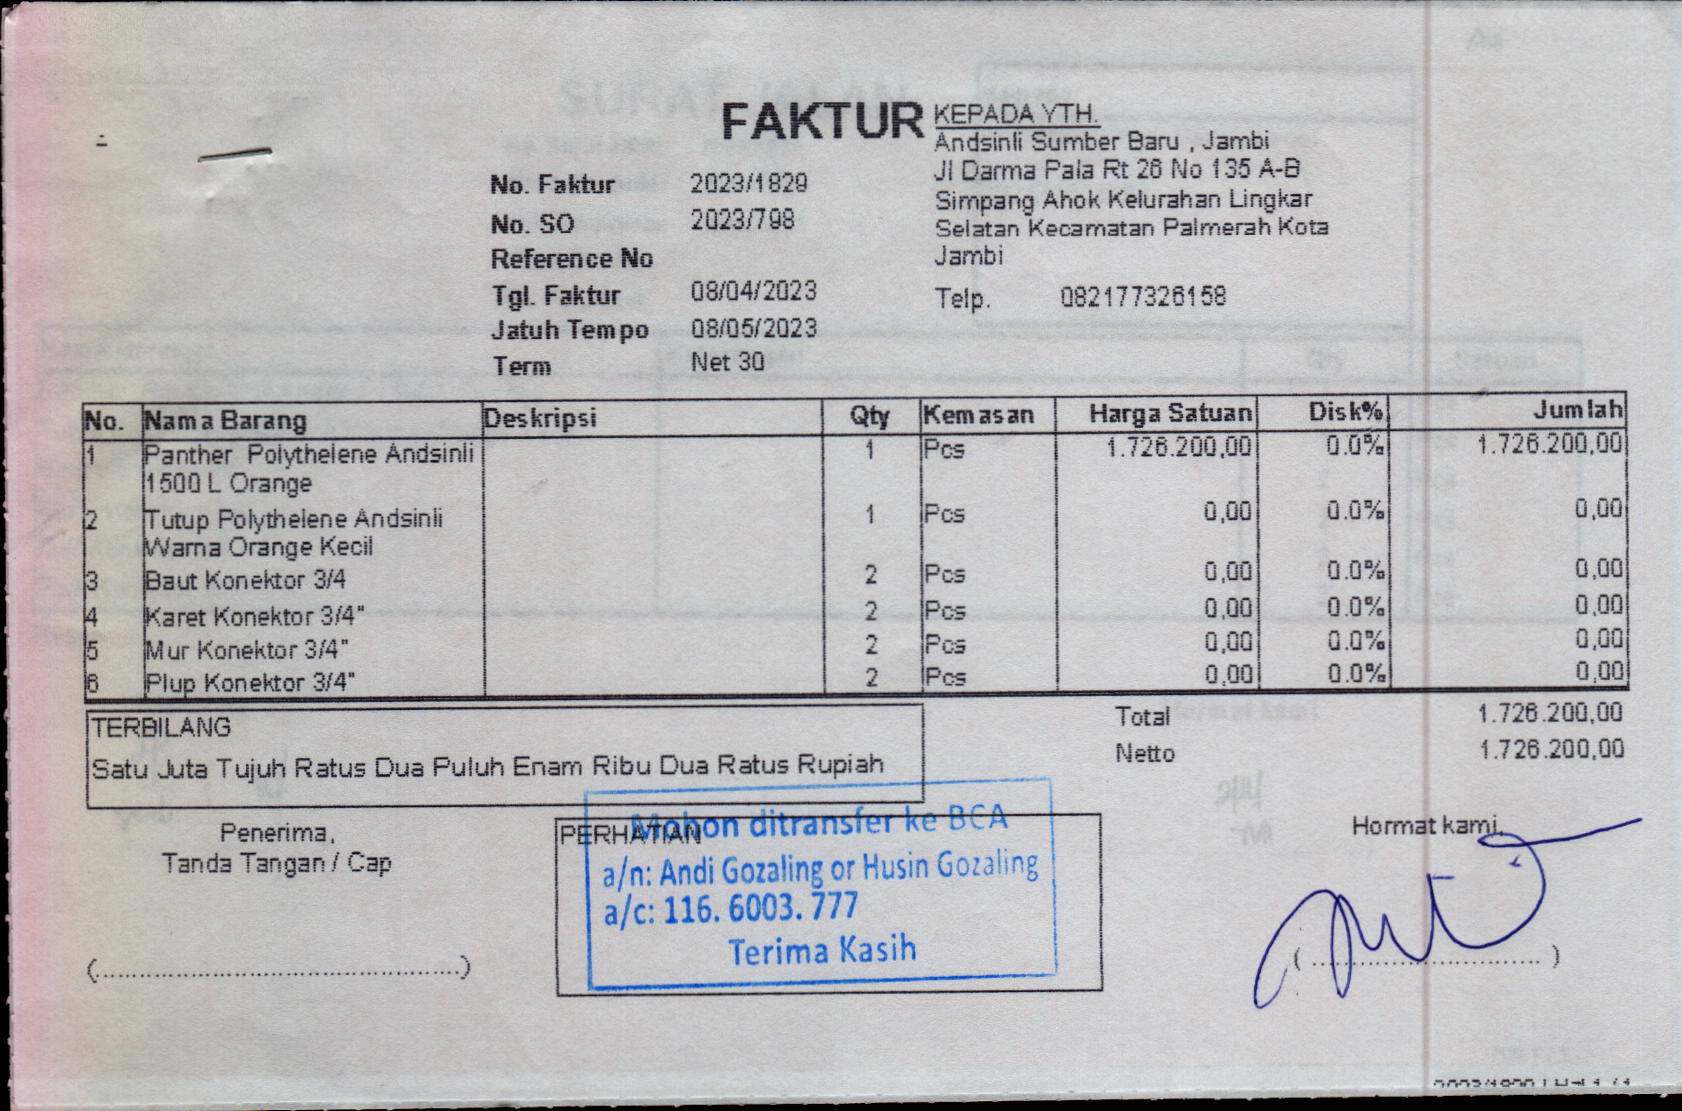 FAKTUR
KEPADA YTH.
Andsinli Sumber Baru , Jambi
Jl Darma Pala Rt 26 No 135 A-B
Simpang Ahok Kelurahan Lingkar
Selatan Kecamatan Palmerah Kota
Jambi
Telp. 082177326158
No. Faktur 2023/1829
No. SO 2023/798
Reference No
Tgl. Faktur 08/04/2023
Jatuh Tempo 08/05/2023
Term Net 30
No. Nama Barang Deskripsi Qty Kemasan Harga Satuan Disk% Jumlah
1 Panther Polythelene Andsinli 1 Pcs 1.726.200,00 0.0% 1.726.200,00
1500 L Orange
2 Tutup Polythelene Andsinli 1 Pcs 0,00 0.0% 0,00
Warna Orange Kecil
3 Baut Konektor 3/4 2 Pcs 0,00 0.0% 0,00
4 Karet Konektor 3/4" 2 Pcs 0,00 0.0% 0,00
5 Mur Konektor 3/4" 2 Pcs 0,00 0.0% 0,00
6 Plup Konektor 3/4" 2 Pcs 0,00 0.0% 0,00
Total 1.726.200,00
Netto 1.726.200,00
TERBILANG
Satu Juta Tujuh Ratus Dua Puluh Enam Ribu Dua Ratus Rupiah
Penerima,
Tanda Tangan / Cap
(....................................................)
PERHATIAN
Mohon ditransfer ke BCA
a/n: Andi Gozaling or Husin Gozaling
a/c: 116. 6003. 777
Terima Kasih
Hormat kami,
( ................................. )